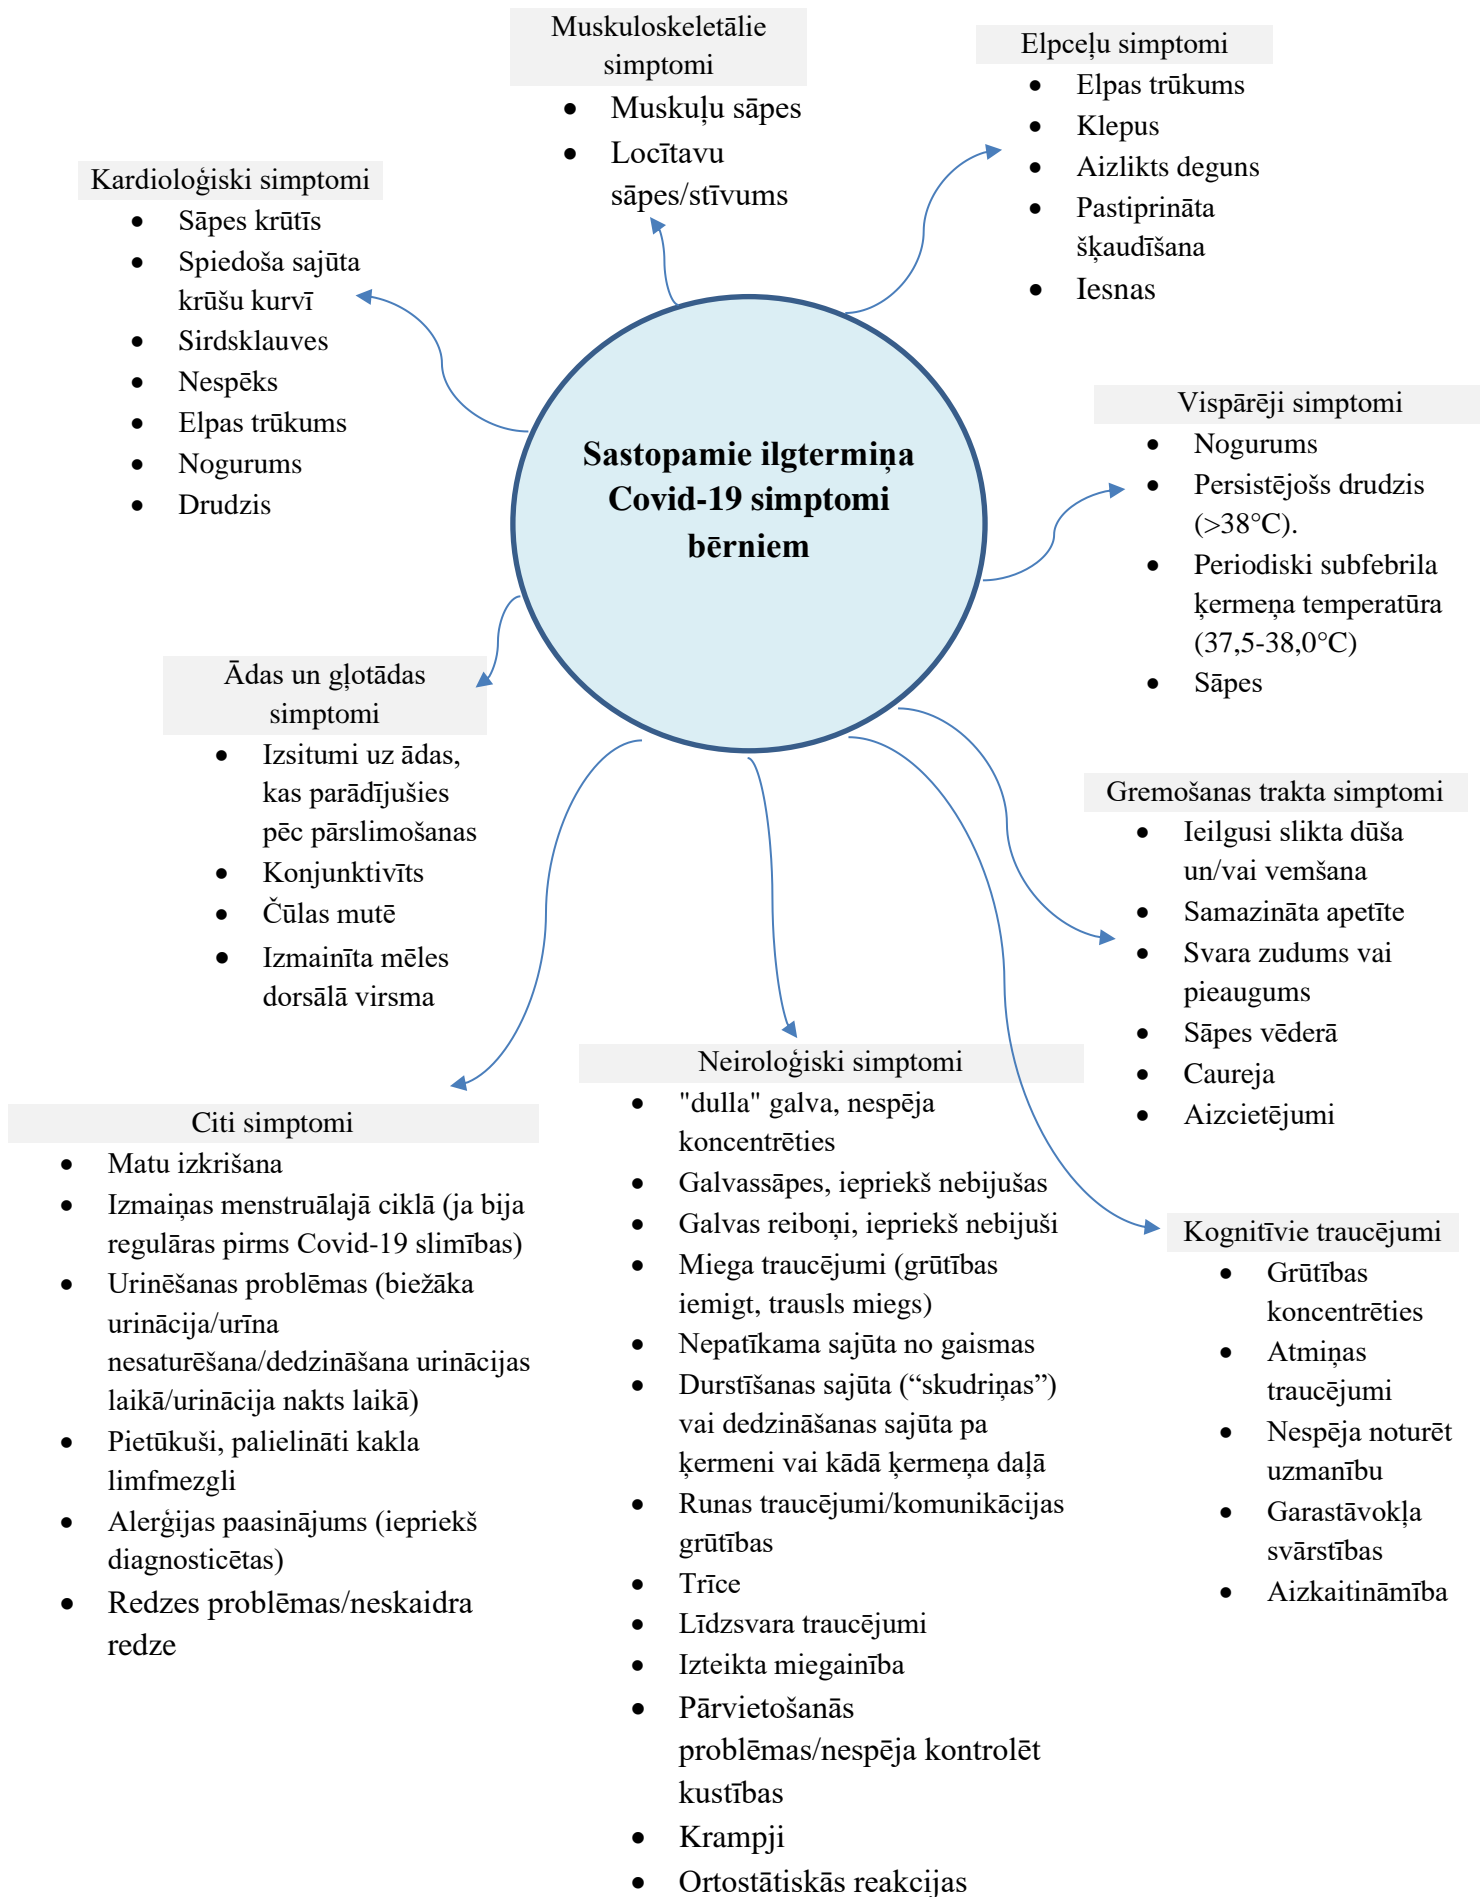 Muskuloskeletālie
simptomi
• Muskuļu sāpes
• Locītavu
sāpes/stīvums
Elpceļu simptomi
• Elpas trūkums
• Klepus
• Aizlikts deguns
• Pastiprināta
šķaudīšana
• Iesnas
Kardioloģiski simptomi
• Sāpes krūtīs
• Spiedoša sajūta
krūšu kurvī
• Sirdsklauves
• Nespēks
• Elpas trūkums
• Nogurums
• Drudzis
Vispārēji simptomi
• Nogurums
• Persistējošs drudzis
(>38°C).
• Periodiski subfebrila
ķermeņa temperatūra
(37,5-38,0°C)
• Sāpes
Sastopamie ilgtermiņa
Covid-19 simptomi
bērniem
Ādas un gļotādas
simptomi
• Izsitumi uz ādas,
kas parādījušies
pēc pārslimošanas
• Konjunktivīts
• Čūlas mutē
• Izmainīta mēles
dorsālā virsma
Gremošanas trakta simptomi
• Ieilgusi slikta dūša
un/vai vemšana
• Samazināta apetīte
• Svara zudums vai
pieaugums
• Sāpes vēderā
• Caureja
• Aizcietējumi
Citi simptomi
• Matu izkrišana
• Izmaiņas menstruālajā ciklā (ja bija
regulāras pirms Covid-19 slimības)
• Urinēšanas problēmas (biežāka
urinācija/urīna
nesaturēšana/dedzināšana urinācijas
laikā/urinācija nakts laikā)
• Pietūkuši, palielināti kakla
limfmezgli
• Alerģijas paasinājums (iepriekš
diagnosticētas)
• Redzes problēmas/neskaidra
redze
Neiroloģiski simptomi
• "dulla" galva, nespēja
koncentrēties
• Galvassāpes, iepriekš nebijušas
• Galvas reiboņi, iepriekš nebijuši
• Miega traucējumi (grūtības
iemigt, trausls miegs)
• Nepatīkama sajūta no gaismas
• Durstīšanas sajūta (“skudriņas”)
vai dedzināšanas sajūta pa
ķermeni vai kādā ķermeņa daļā
• Runas traucējumi/komunikācijas
grūtības
• Trīce
• Līdzsvara traucējumi
• Izteikta miegainība
• Pārvietošanās
problēmas/nespēja kontrolēt
kustības
• Krampji
• Ortostātiskās reakcijas
Kognitīvie traucējumi
• Grūtības
koncentrēties
• Atmiņas
traucējumi
• Nespēja noturēt
uzmanību
• Garastāvokļa
svārstības
• Aizkaitināmība